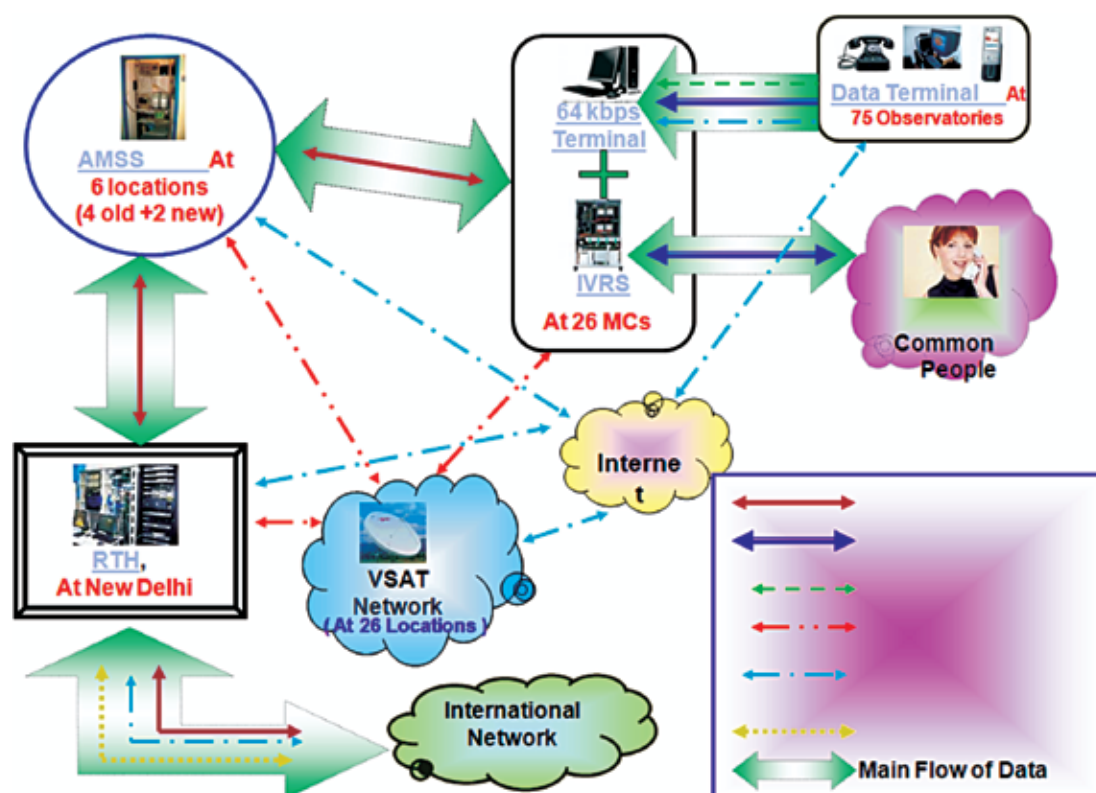 AMSS At
6 locations
(4 old +2 new)
64 kbps
Terminal
IVRS
At 26 MCs
Data Terminal At
75 Observatories
Common
People
RTH,
At New Delhi
VSAT
Network
( At 26 Locations )
Interne
t
International
Network
Main Flow of Data